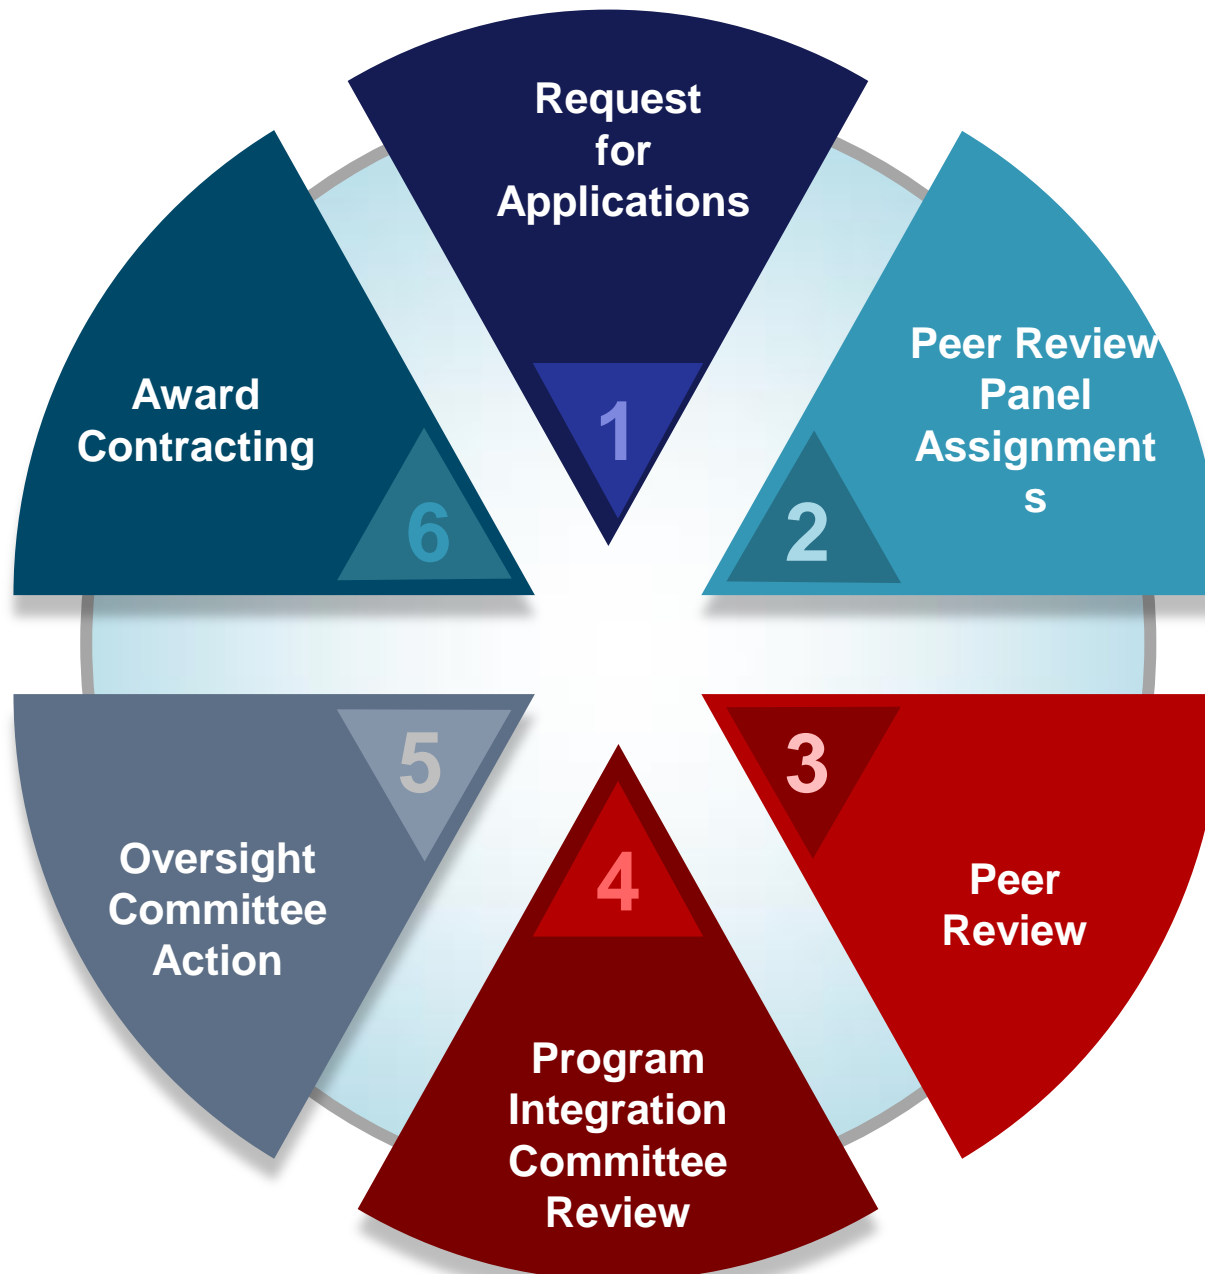 Request
for
Applications
1
Peer Review
Panel
Assignment
s
2
3
Peer
Review
4
Program
Integration
Committee
Review
5
Oversight
Committee
Action
Award
Contracting
6